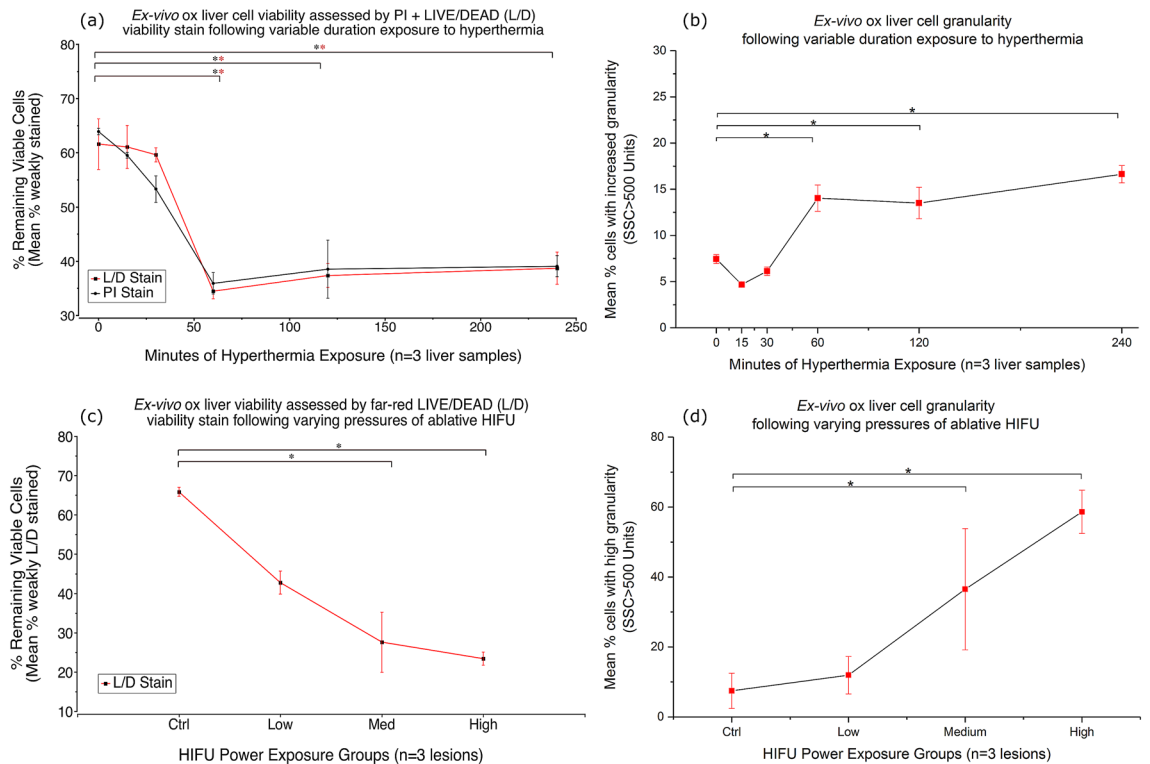 (a)
Ex-vivo ox liver cell viability assessed by PI + LIVE/DEAD (L/D)
viability stain following variable duration exposure to hyperthermia
% Remaining Viable Cells
(Mean % weakly stained)
80
70
60
50
40
30
**
**
**
L/D Stain
PI Stain
0 50 100 150 200 250
Minutes of Hyperthermia Exposure (n=3 liver samples)
(b)
Ex-vivo ox liver cell granularity
following variable duration exposure to hyperthermia
Mean % cells with increased granularity
(SSC>500 Units)
30
25
20
15
10
5
0
*
*
*
0 15 30 60 120 240
Minutes of Hyperthermia Exposure (n=3 liver samples)
(c)
Ex-vivo ox liver viability assessed by far-red LIVE/DEAD (L/D)
viability stain following varying pressures of ablative HIFU
% Remaining Viable Cells
(Mean % weakly L/D stained)
80
70
60
50
40
30
20
10
*
*
L/D Stain
Ctrl Low Med High
HIFU Power Exposure Groups (n=3 lesions)
(d)
Ex-vivo ox liver cell granularity
following varying pressures of ablative HIFU
Mean % cells with high granularity
(SSC>500 Units)
80
60
40
20
0
*
*
Ctrl Low Medium High
HIFU Power Exposure Groups (n=3 lesions)